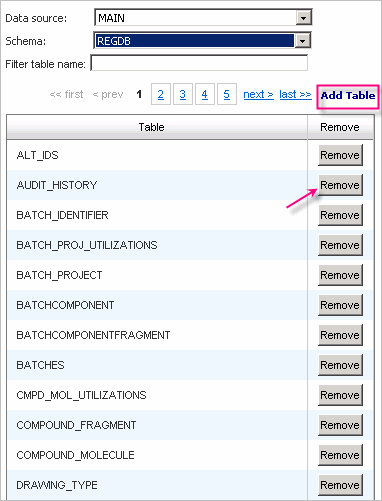 Data source: MAIN
Schema: REGDB
Filter table name:
<< first < prev 1 2 3 4 5 next > last >> Add Table
Table Remove
ALT_IDS Remove
AUDIT_HISTORY Remove
BATCH_IDENTIFIER Remove
BATCH_PROJ_UTILIZATIONS Remove
BATCH_PROJECT Remove
BATCHCOMPONENT Remove
BATCHCOMPONENTFRAGMENT Remove
BATCHES Remove
CMPD_MOL_UTILIZATIONS Remove
COMPOUND_FRAGMENT Remove
COMPOUND_MOLECULE Remove
DRAWING_TYPE Remove